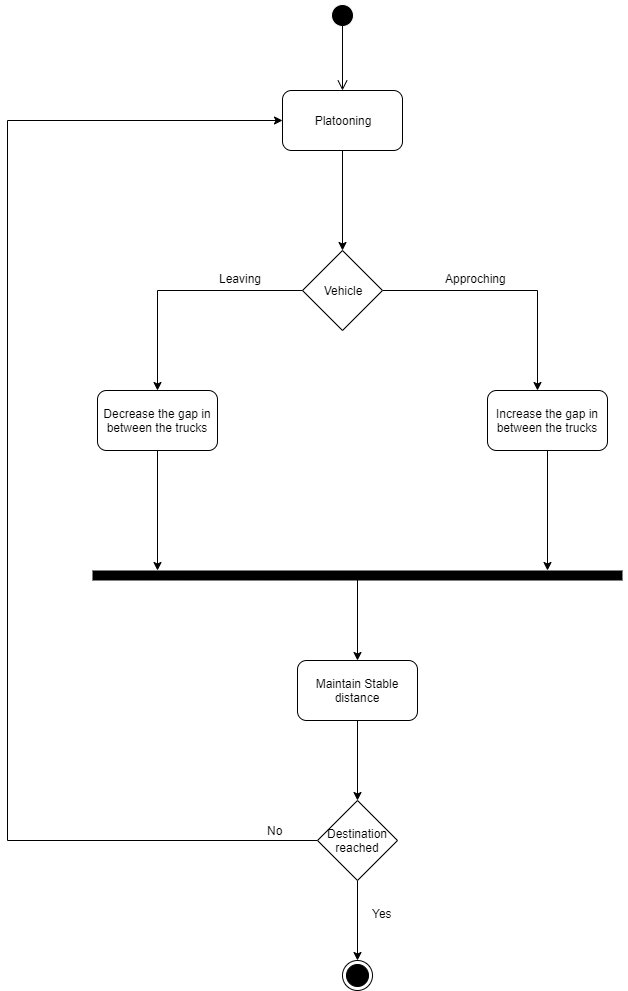 Platooning
Leaving
Approching
Vehicle
Decrease the gap in
between the trucks
Increase the gap in
between the trucks
Maintain Stable
distance
No
Destination
reached
Yes